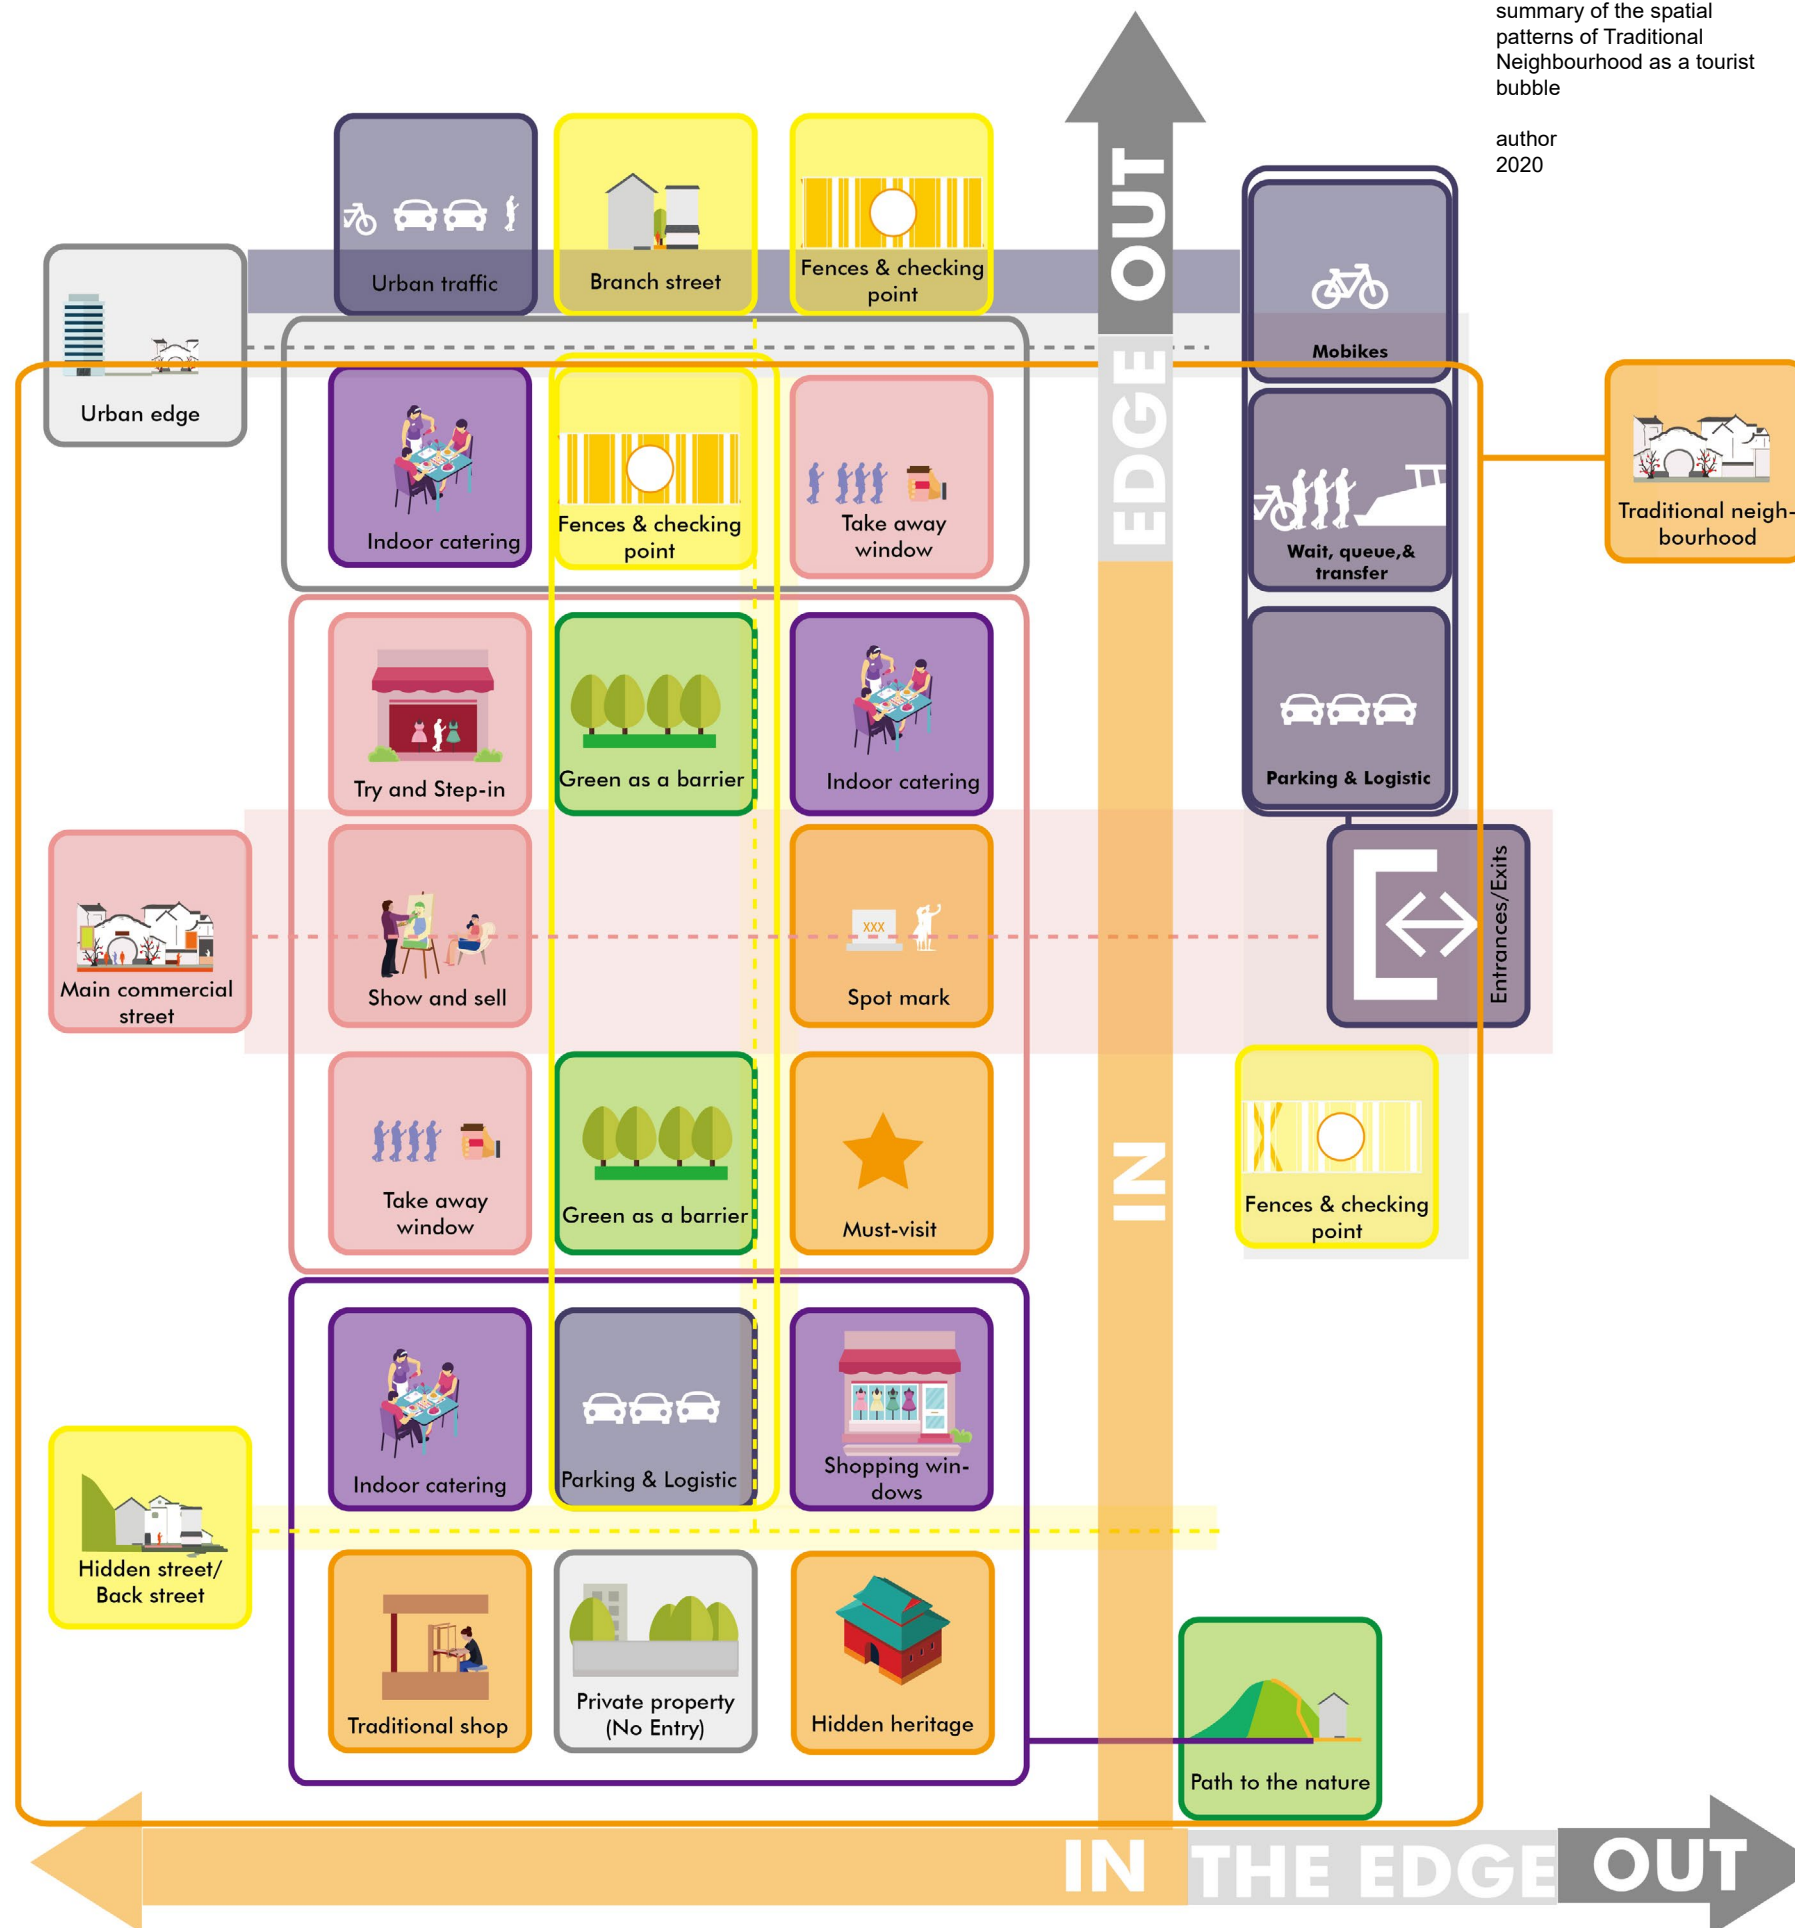 summary of the spatial
patterns of Traditional
Neighbourhood as a tourist
bubble
author
2020
OUT
EDGE
IN
Urban traffic
Branch street
Fences & checking
point
Mobikes
Urban edge
Indoor catering
Fences & checking
point
Take away
window
Wait, queue,&
transfer
Traditional neigh-
bourhood
Try and Step-in
Green as a barrier
Indoor catering
Parking & Logistic
Main commercial
street
Show and sell
XXX
Spot mark
Entrances/Exits
Take away
window
Green as a barrier
Must-visit
Fences & checking
point
Indoor catering
Parking & Logistic
Shopping win-
dows
Hidden street/
Back street
Traditional shop
Private property
(No Entry)
Hidden heritage
Path to the nature
IN THE EDGE OUT